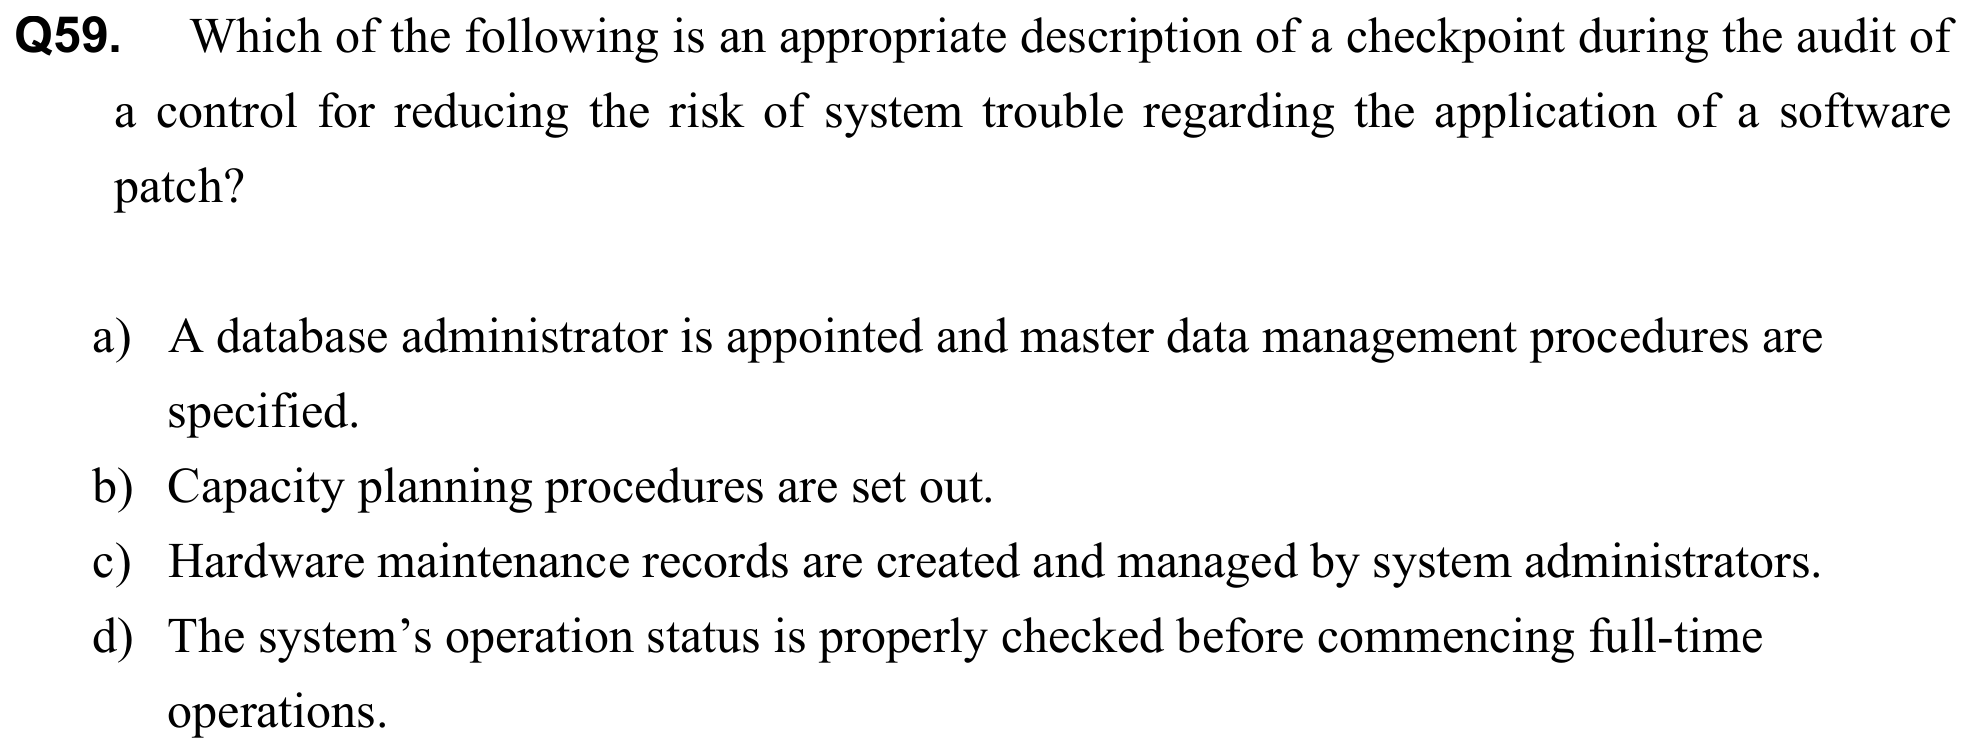 Q59. Which of the following is an appropriate description of a checkpoint during the audit of
a control for reducing the risk of system trouble regarding the application of a software
patch?
a) A database administrator is appointed and master data management procedures are
specified.
b) Capacity planning procedures are set out.
c) Hardware maintenance records are created and managed by system administrators.
d) The system’s operation status is properly checked before commencing full-time
operations.